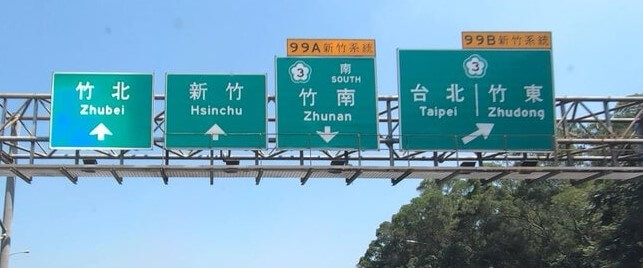 竹北
Zhubei
新竹
Hsinchu
99A 新竹系統
3 南
SOUTH
竹南
Zhunan
99B 新竹系統
3
台北 竹東
Taipei Zhudong